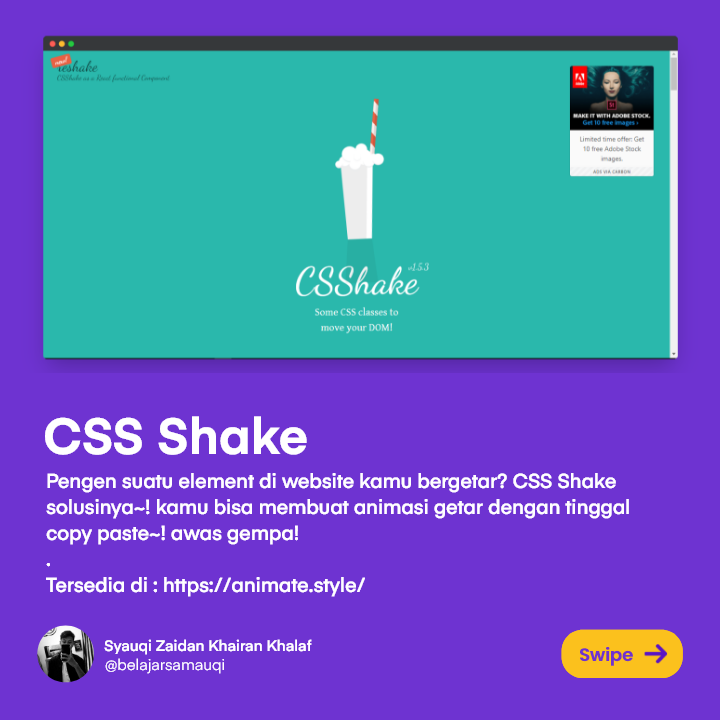 new!
reshake
CSShake as a React functional Component
MAKE IT WITH ADOBE STOCK.
Get 10 free images ›
Limited time offer: Get
10 free Adobe Stock
images.
ADS VIA CARBON
v1.5.3
CSShake
Some CSS classes to
move your DOM!
CSS Shake
Pengen suatu element di website kamu bergetar? CSS Shake
solusinya~! kamu bisa membuat animasi getar dengan tinggal
copy paste~! awas gempa!
.
Tersedia di : https://animate.style/
Syauqi Zaidan Khairan Khalaf
@belajarsamauqi
Swipe